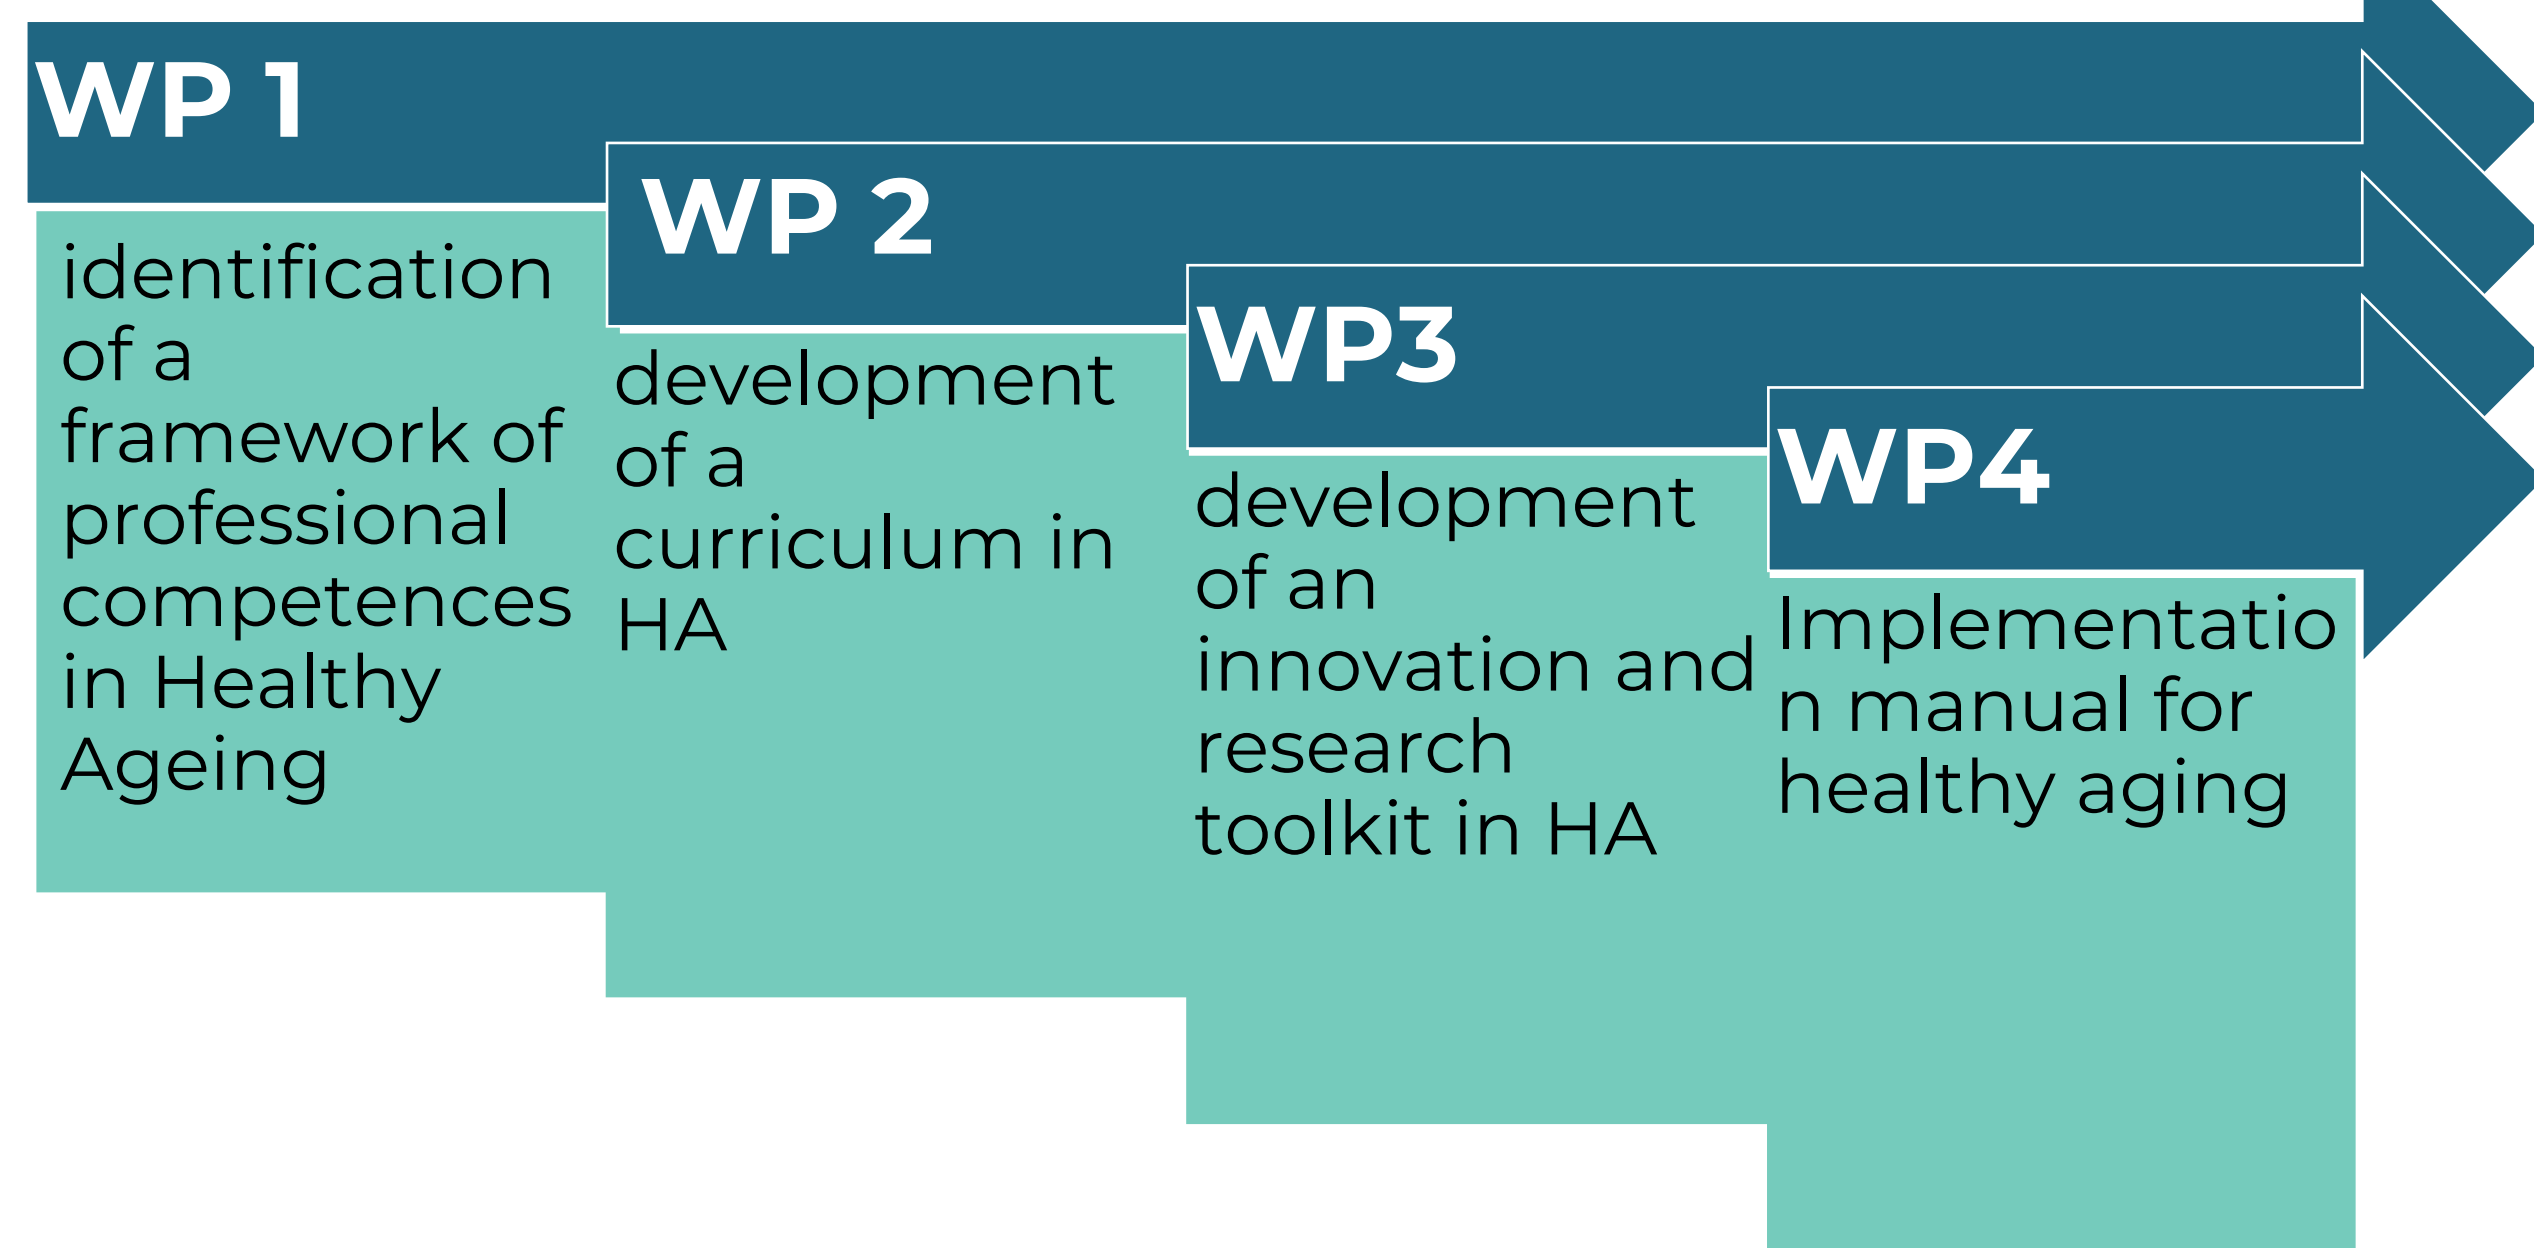 WP 1
identification
of a
framework of
professional
competences
in Healthy
Ageing
WP 2
development
of a
curriculum in
HA
WP3
development
of an
innovation and
research
toolkit in HA
WP4
Implementatio
n manual for
healthy aging